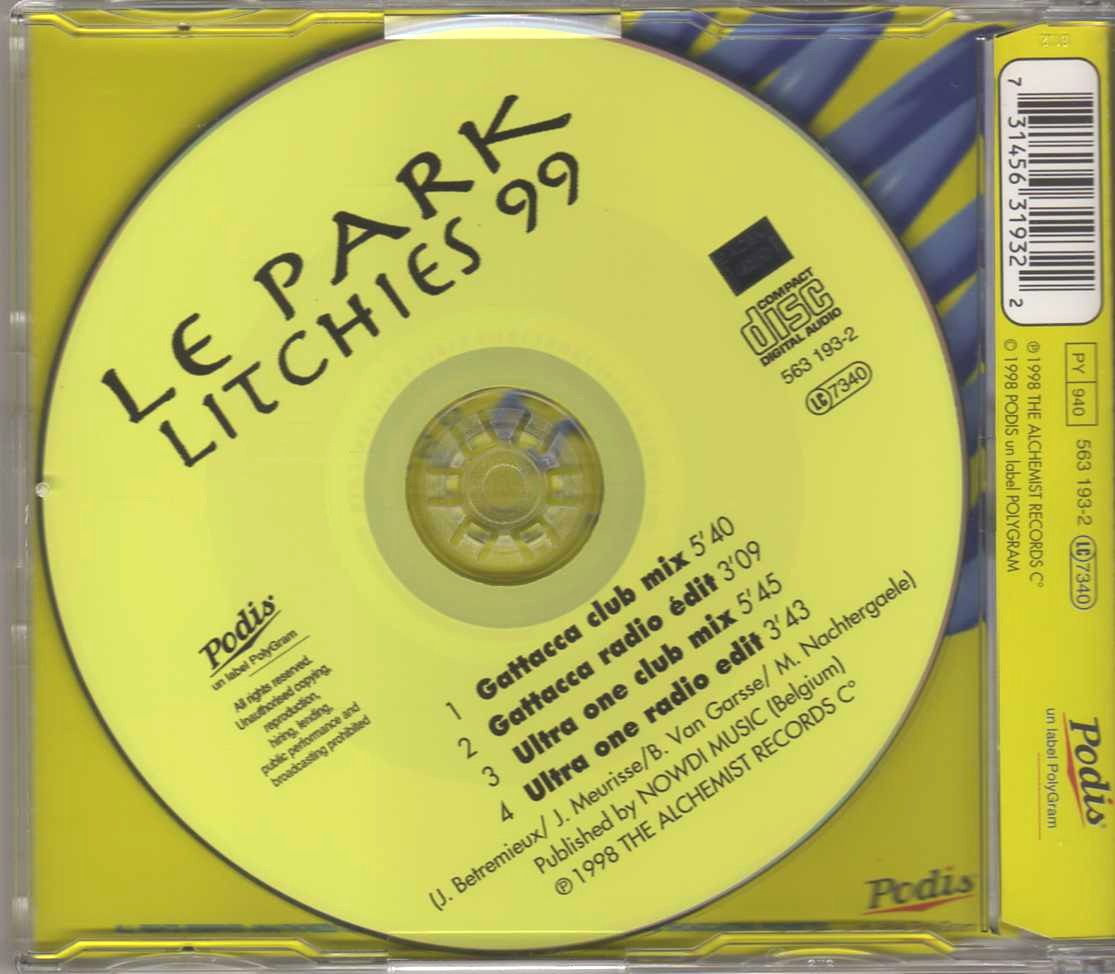 LE PARK
LITCHIES 99
COMPACT
disc
DIGITAL AUDIO
563 193-2
LC 7340
1 Gattacca club mix 5'40
2 Gattacca radio édit 3'09
3 Ultra one club mix 5'45
4 Ultra one radio edit 3'43
(J. Betremieux/ J. Meurisse/B. Van Garsse/ M. Nachtergaele)
Published by NOWDI MUSIC (Belgium)
℗1998 THE ALCHEMIST RECORDS C°
Podis
un label PolyGram
All rights reserved.
Unauthorised copying,
reproduction,
hiring, lending,
public performance and
broadcasting prohibited
Podis
7 31456 31932 2
PY 940 563 193-2 LC 7340
℗1998 THE ALCHEMIST RECORDS C°
© 1998 PODIS un label POLYGRAM
Podis
un label PolyGram